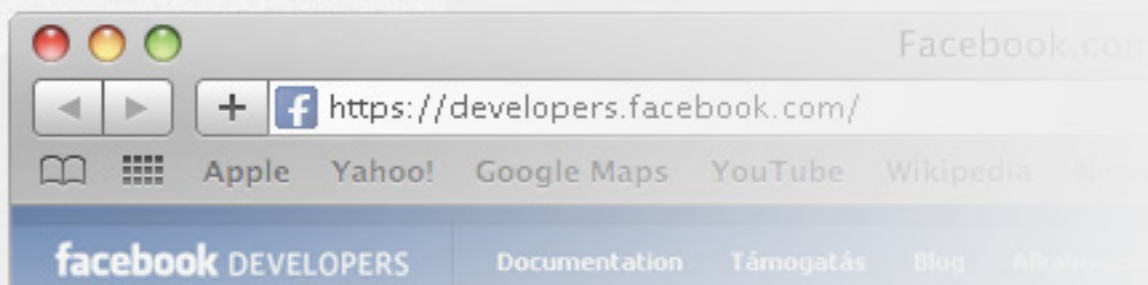 Facebook.com
https://developers.facebook.com/
Apple Yahoo! Google Maps YouTube Wikipedia
facebook DEVELOPERS Documentation Támogatás Blog